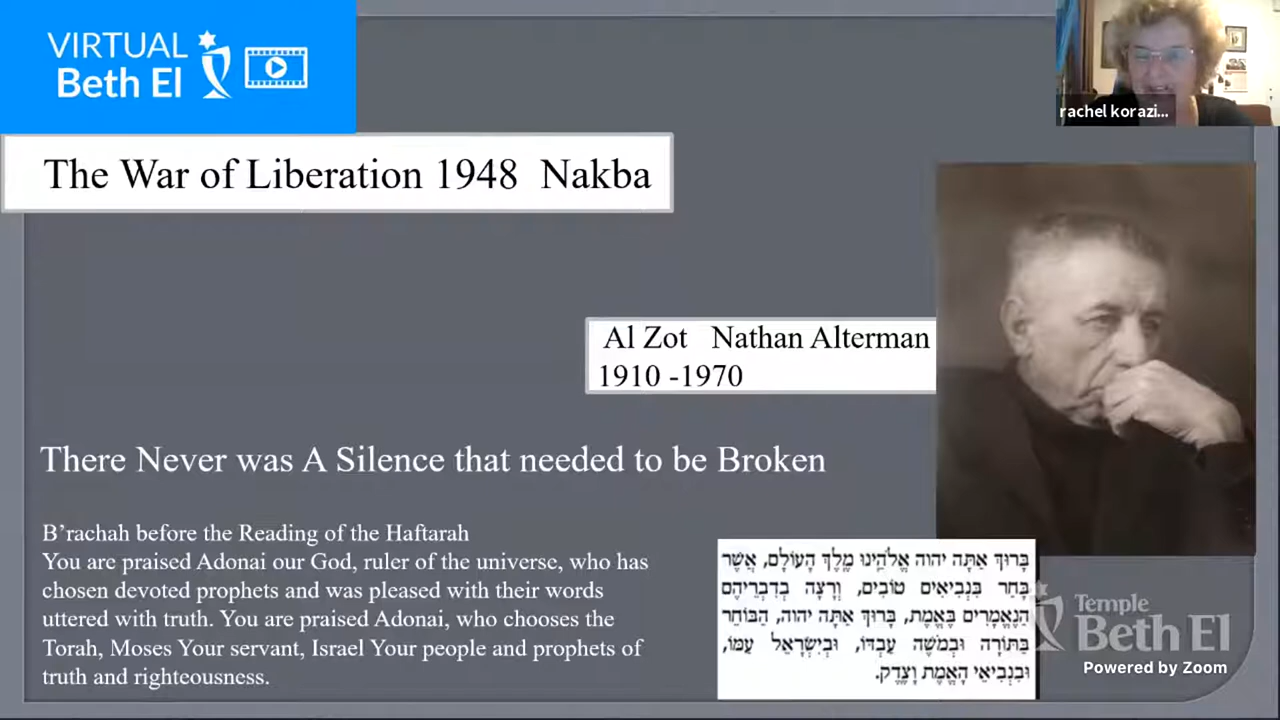 VIRTUAL
Beth El
rachel korazi...
The War of Liberation 1948 Nakba
Al Zot Nathan Alterman
1910 -1970
There Never was A Silence that needed to be Broken
B’rachah before the Reading of the Haftarah
You are praised Adonai our God, ruler of the universe, who has
chosen devoted prophets and was pleased with their words
uttered with truth. You are praised Adonai, who chooses the
Torah, Moses Your servant, Israel Your people and prophets of
truth and righteousness.
בָּרוּךְ אַתָּה יהוה אֱלֹהֵינוּ מֶלֶךְ הָעוֹלָם, אֲשֶׁר
בָּחַר בִּנְבִיאִים טוֹבִים, וְרָצָה בְדִבְרֵיהֶם
הַנֶּאֱמָרִים בֶּאֱמֶת, בָּרוּךְ אַתָּה יהוה, הַבּוֹחֵר
בַּתּוֹרָה וּבְמֹשֶׁה עַבְדּוֹ, וּבְיִשְׂרָאֵל עַמּוֹ,
וּבִנְבִיאֵי הָאֱמֶת וָצֶדֶק.
Temple
Beth El
Powered by Zoom